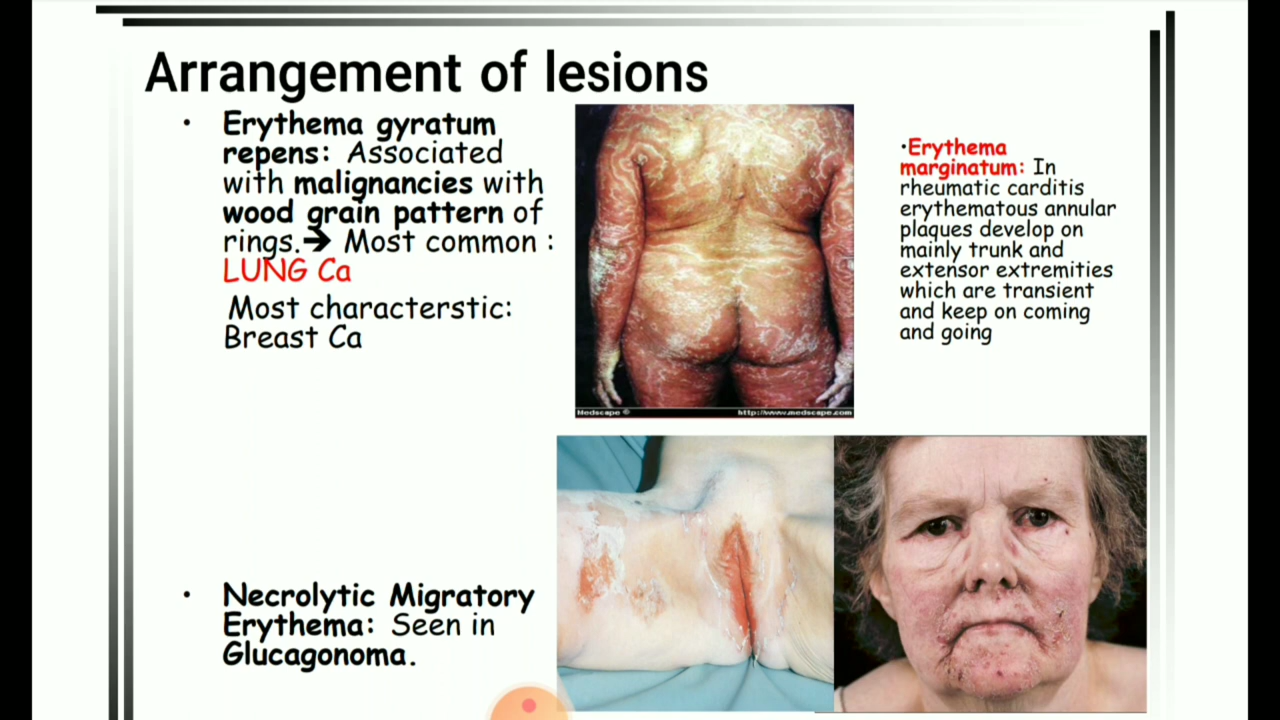 Arrangement of lesions
• Erythema gyratum
repens: Associated
with malignancies with
wood grain pattern of
rings.➔ Most common :
LUNG Ca
Most characterstic:
Breast Ca
Medscape © http://www.medscape.com
•Erythema
marginatum: In
rheumatic carditis
erythematous annular
plaques develop on
mainly trunk and
extensor extremities
which are transient
and keep on coming
and going
• Necrolytic Migratory
Erythema: Seen in
Glucagonoma.